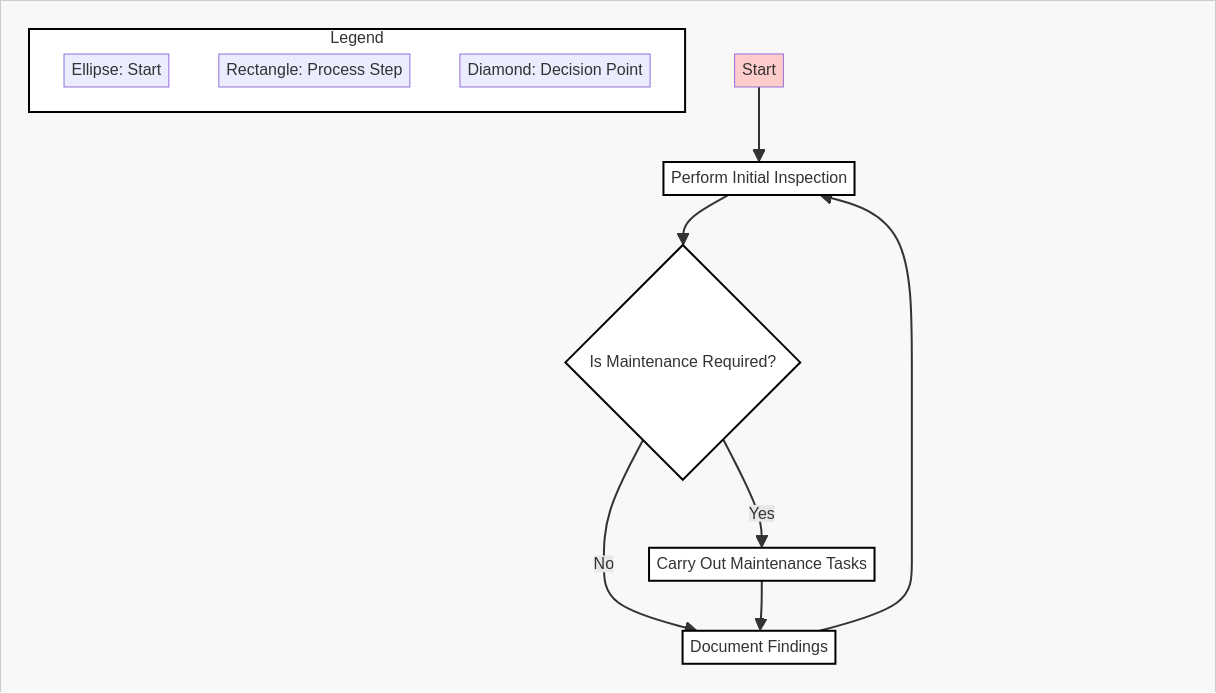 Legend
Ellipse: Start
Rectangle: Process Step
Diamond: Decision Point
Start
Perform Initial Inspection
Is Maintenance Required?
Yes
No
Carry Out Maintenance Tasks
Document Findings